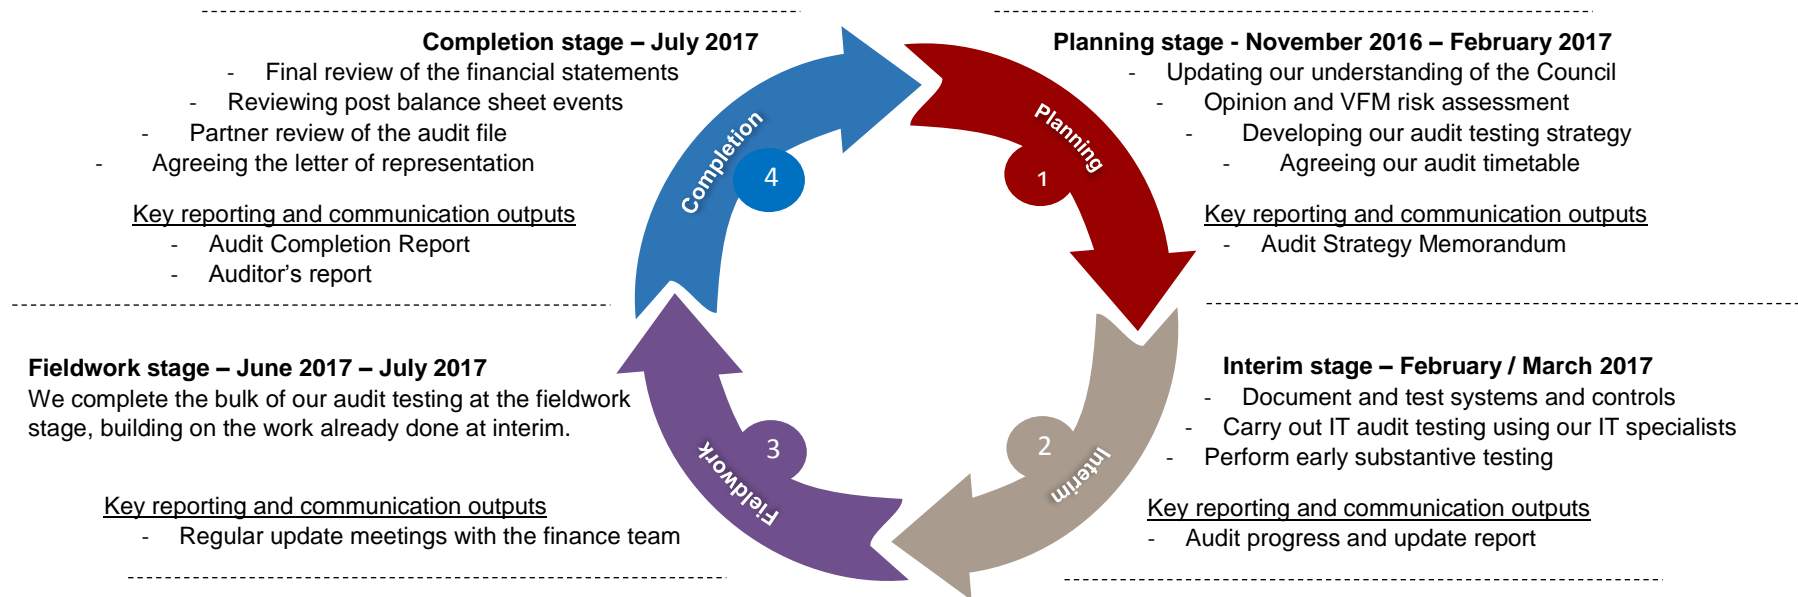 Completion stage – July 2017
- Final review of the financial statements
- Reviewing post balance sheet events
- Partner review of the audit file
- Agreeing the letter of representation
Key reporting and communication outputs
- Audit Completion Report
- Auditor’s report
Planning stage - November 2016 – February 2017
- Updating our understanding of the Council
- Opinion and VFM risk assessment
- Developing our audit testing strategy
- Agreeing our audit timetable
Key reporting and communication outputs
- Audit Strategy Memorandum
Completion
4
Planning
1
Fieldwork stage – June 2017 – July 2017
We complete the bulk of our audit testing at the fieldwork
stage, building on the work already done at interim.
Key reporting and communication outputs
- Regular update meetings with the finance team
3
Fieldwork
2
Interim
Interim stage – February / March 2017
- Document and test systems and controls
- Carry out IT audit testing using our IT specialists
- Perform early substantive testing
Key reporting and communication outputs
- Audit progress and update report